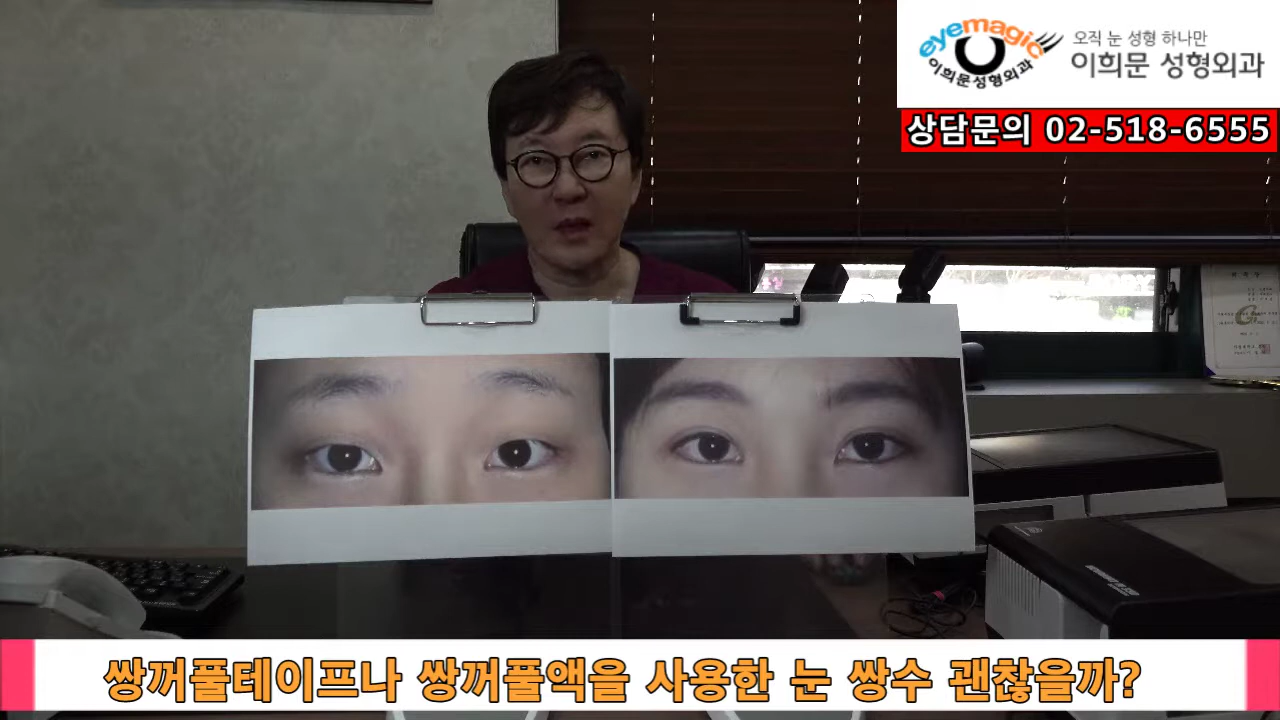 eyemagic
이희문성형외과
오직 눈 성형 하나만
이희문 성형외과
상담문의 02-518-6555
쌍꺼풀테이프나 쌍꺼풀액을 사용한 눈 쌍수 괜찮을까?